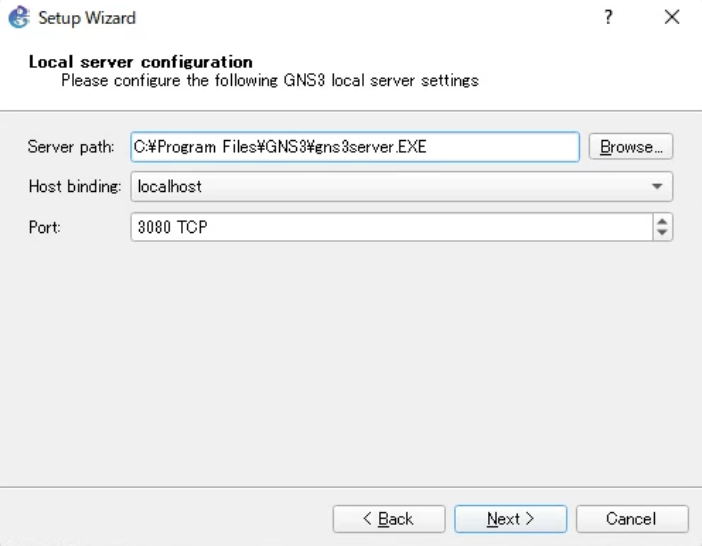 Setup Wizard
?
Local server configuration
Please configure the following GNS3 local server settings
Server path: C:¥Program Files¥GNS3¥gns3server.EXE Browse...
Host binding: localhost
Port: 3080 TCP
< Back Next > Cancel